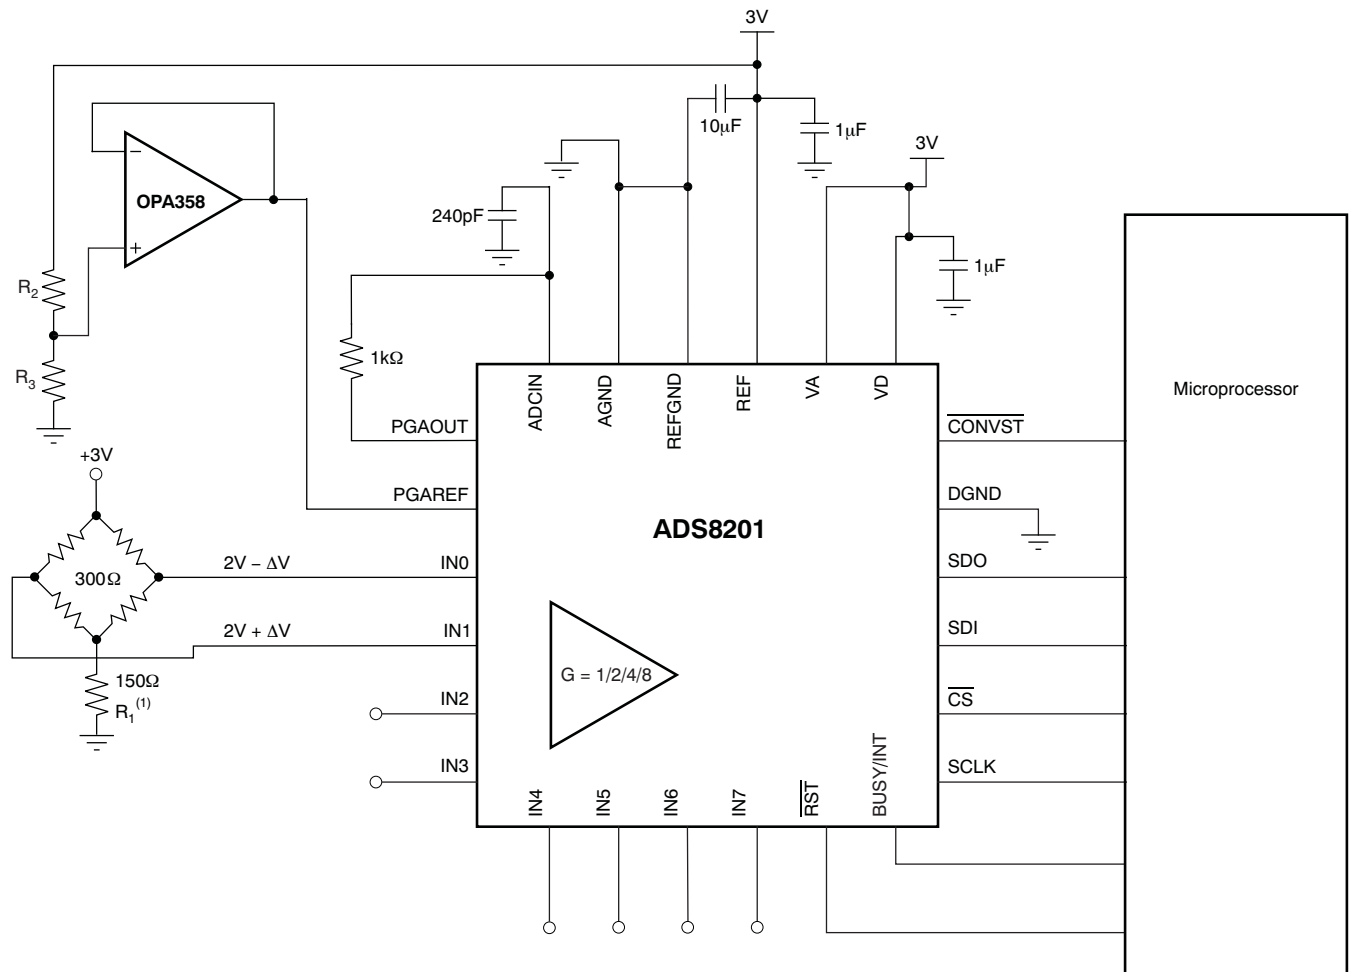 3V
10µF
1µF
3V
−
OPA358
+
240pF
1µF
R2
R3
1kΩ
ADCIN
AGND
REFGND
REF
VA
VD
Microprocessor
PGAOUT
CONVST
+3V
PGAREF
DGND
ADS8201
300Ω
2V − ΔV
IN0
SDO
2V + ΔV
IN1
SDI
G = 1/2/4/8
150Ω
R1(1)
IN2
CS
IN3
SCLK
IN4
IN5
IN6
IN7
RST
BUSY/INT